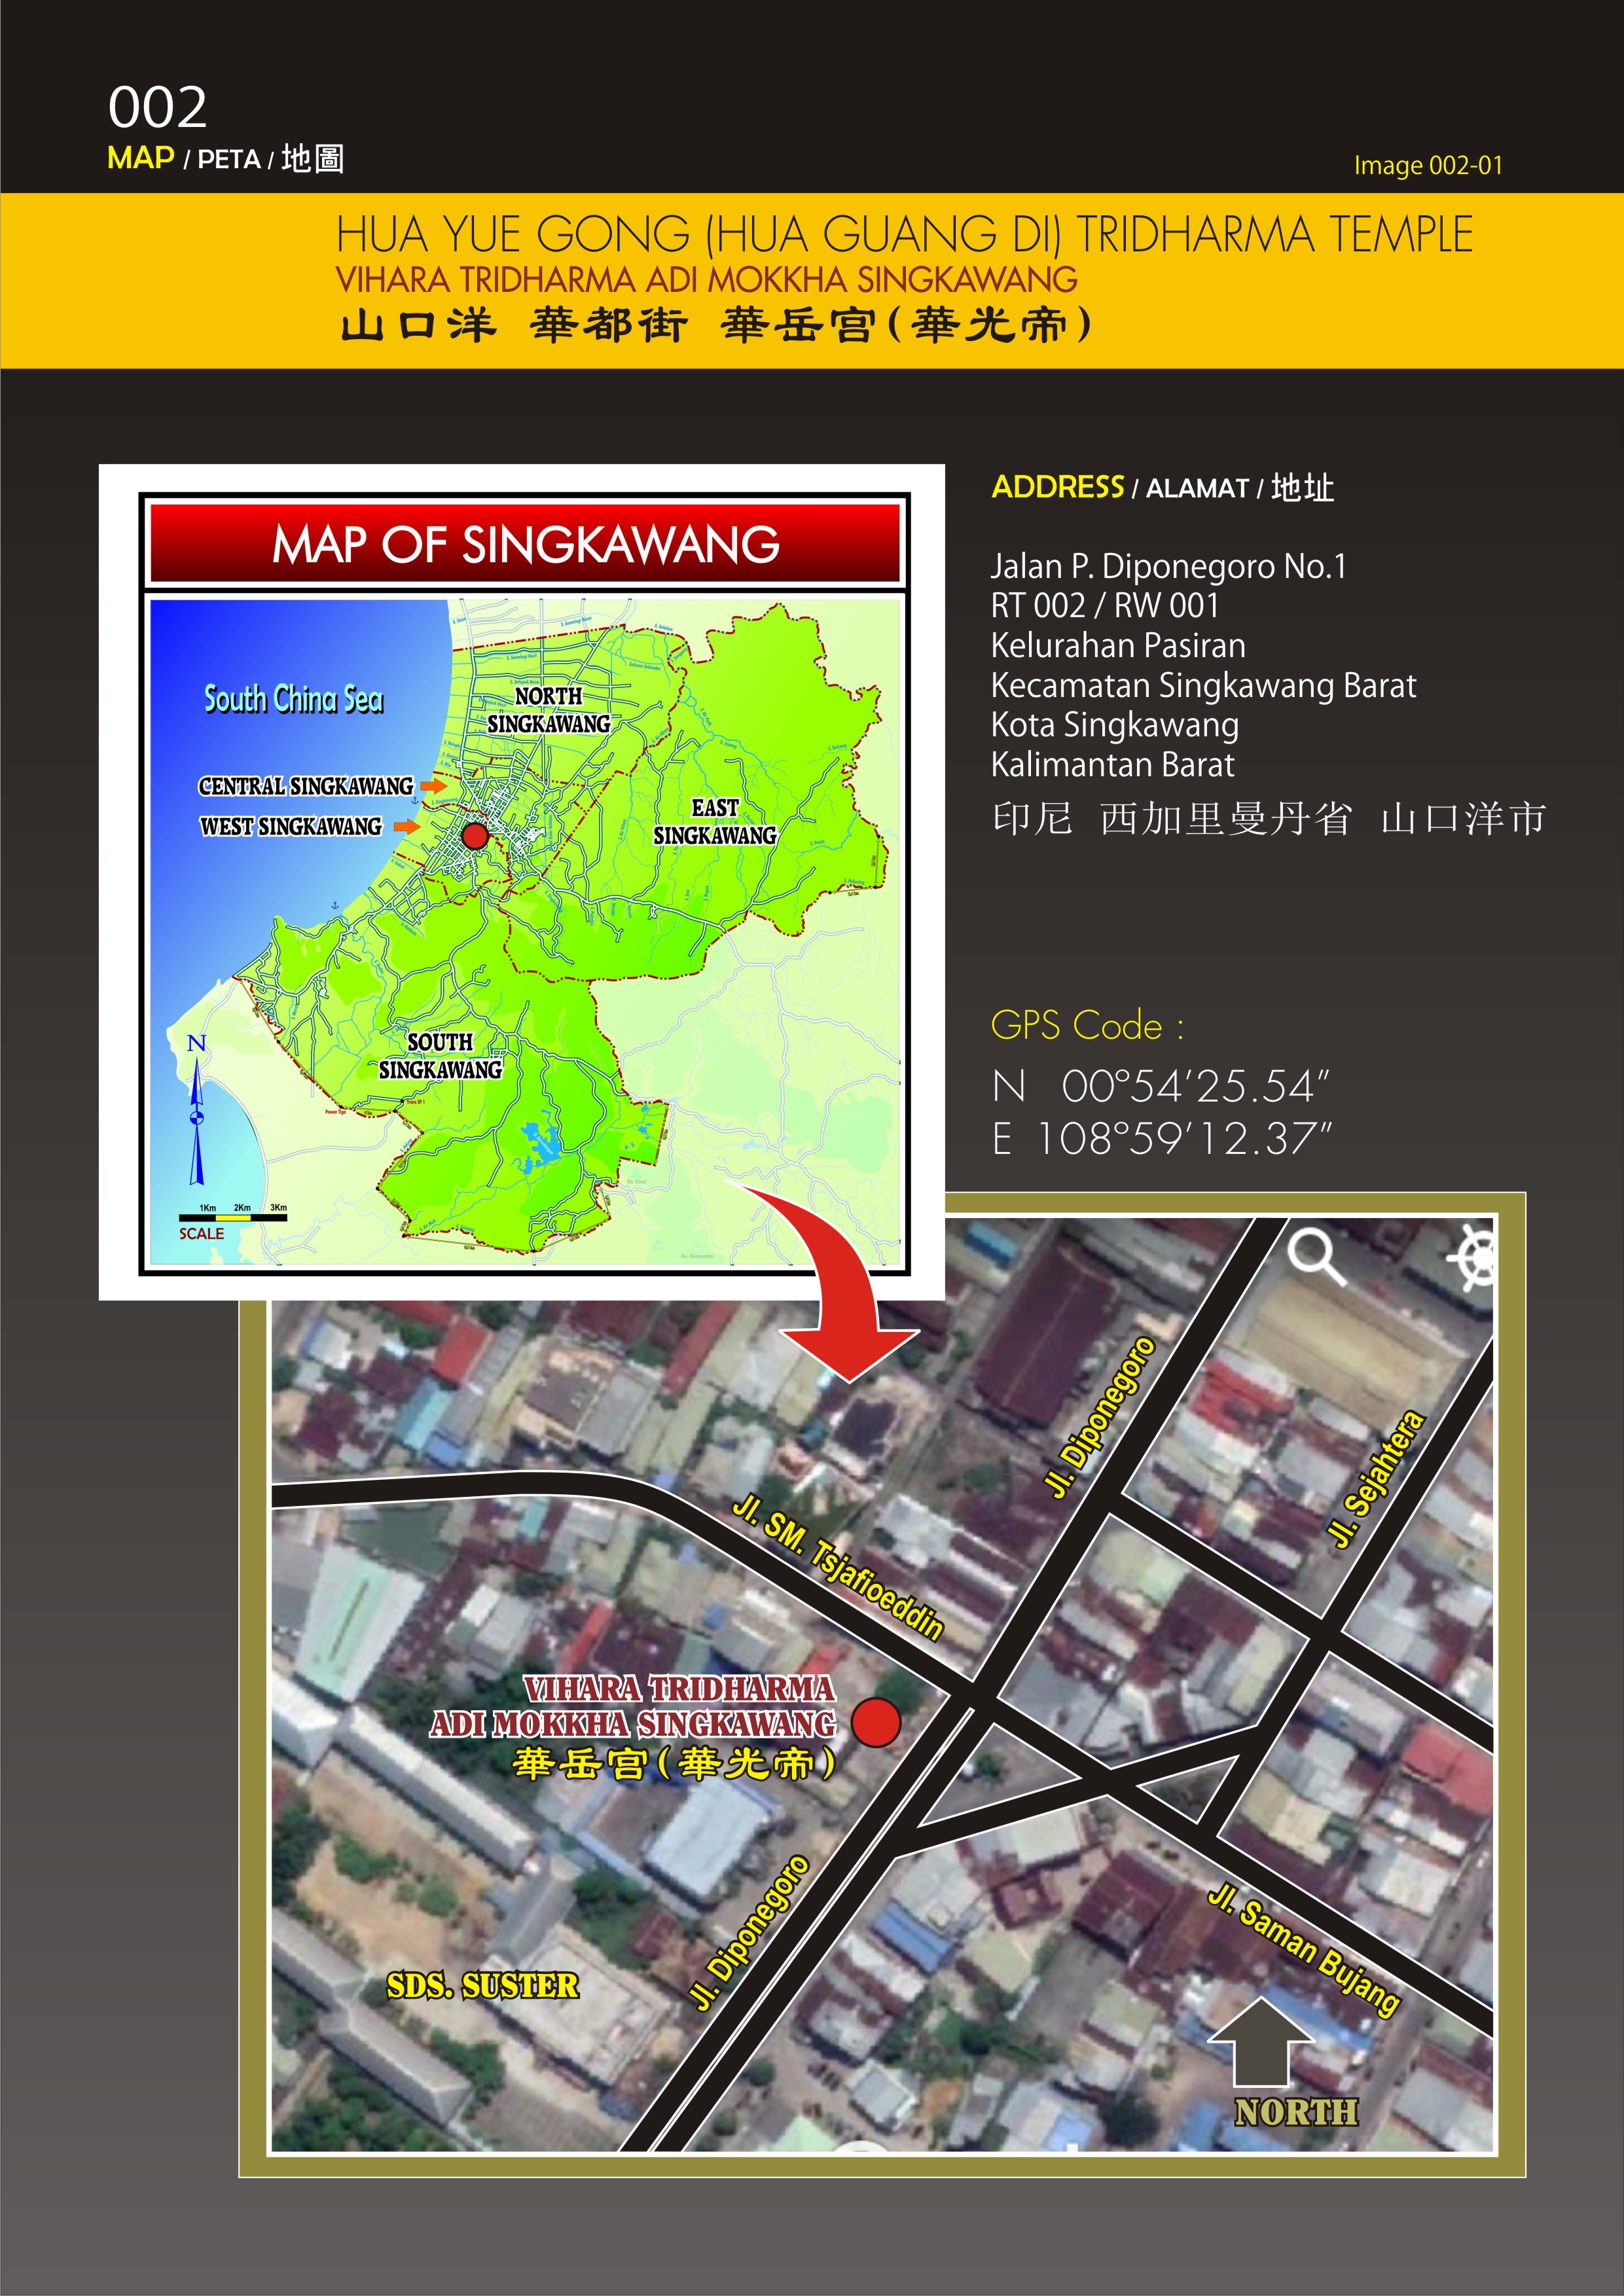 002
MAP / PETA / 地圖
Image 002-01
HUA YUE GONG (HUA GUANG DI) TRIDHARMA TEMPLE
VIHARA TRIDHARMA ADI MOKKHA SINGKAWANG
山口洋 華都街 華岳宫(華光帝)
MAP OF SINGKAWANG
South China Sea
NORTH
SINGKAWANG
CENTRAL SINGKAWANG
WEST SINGKAWANG
EAST
SINGKAWANG
SOUTH
SINGKAWANG
N
1Km 2Km 3Km
SCALE
ADDRESS / ALAMAT / 地址
Jalan P. Diponegoro No.1
RT 002 / RW 001
Kelurahan Pasiran
Kecamatan Singkawang Barat
Kota Singkawang
Kalimantan Barat
印尼 西加里曼丹省 山口洋市
GPS Code :
N 00°54’25.54”
E 108°59’12.37”
Jl. Diponegoro
Jl. Sejahtera
Jl. SM. Tsjafioeddin
VIHARA TRIDHARMA
ADI MOKKHA SINGKAWANG
華岳宫(華光帝)
Jl. Diponegoro
SDS. SUSTER
Jl. Saman Bujang
NORTH